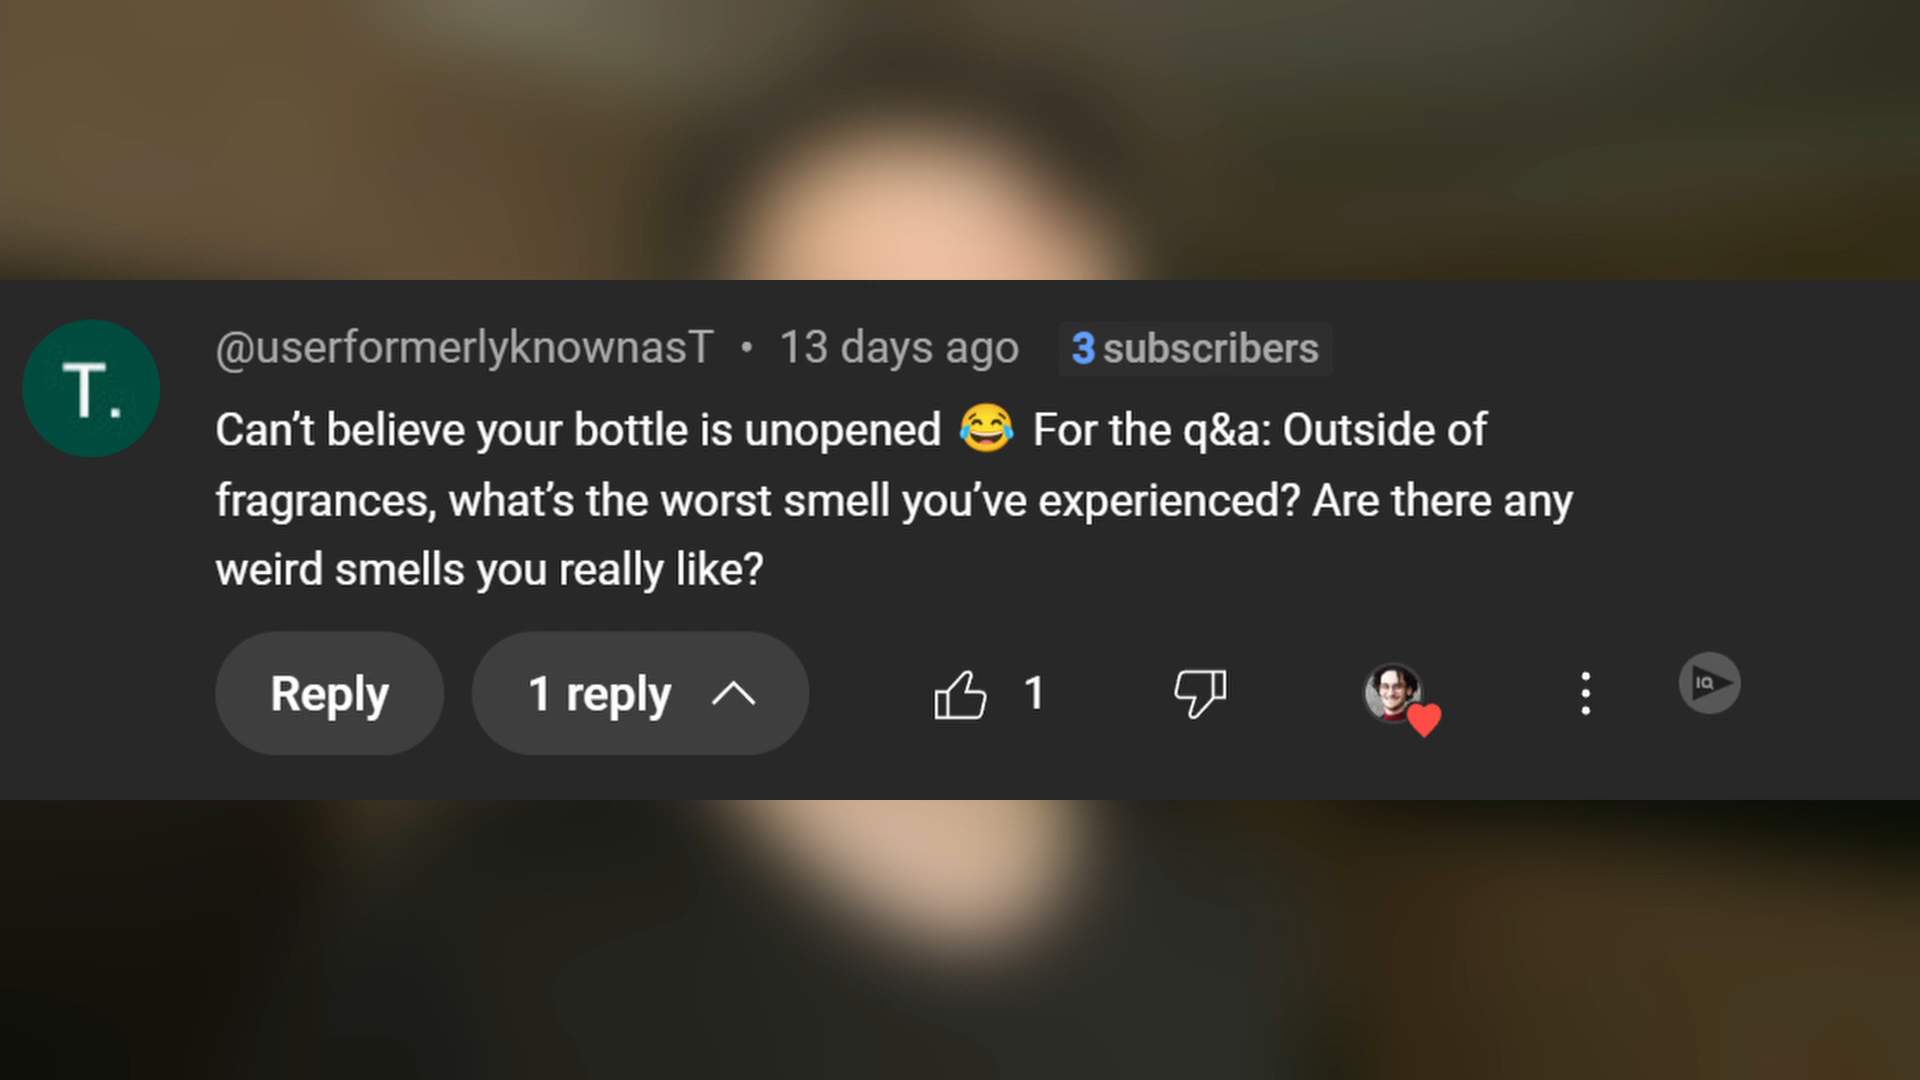 T.
@userformerlyknownasT • 13 days ago 3 subscribers
Can’t believe your bottle is unopened 😂 For the q&a: Outside of
fragrances, what’s the worst smell you’ve experienced? Are there any
weird smells you really like?
Reply 1 reply 1 IQ